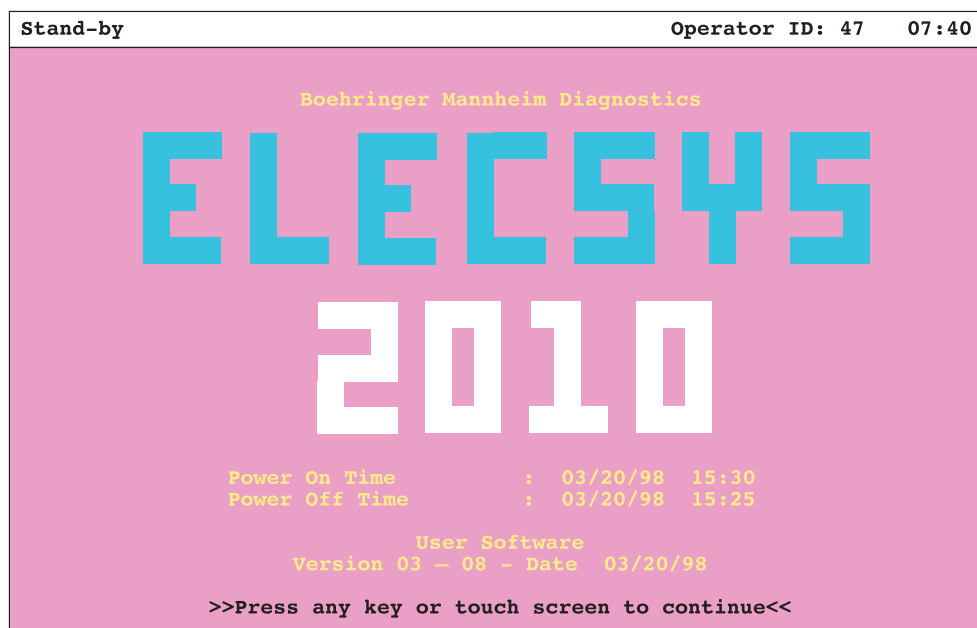 Stand-by Operator ID: 47 07:40
Boehringer Mannheim Diagnostics
ELECSYS
2010
Power On Time : 03/20/98 15:30
Power Off Time : 03/20/98 15:25
User Software
Version 03 – 08 - Date 03/20/98
>>Press any key or touch screen to continue<<